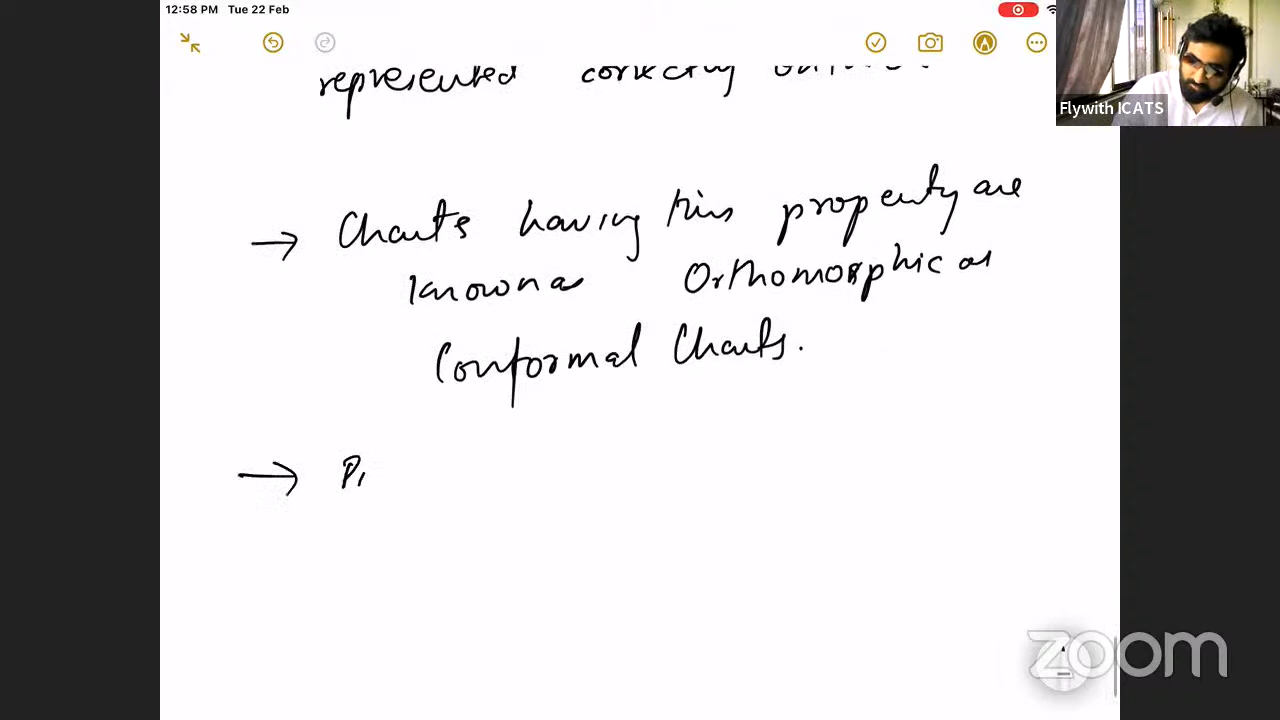 12:58 PM Tue 22 Feb
represented correctly
Flywith ICATS
→ Charts having this property are
known as Orthomorphic or
Conformal Charts.
→
zoom